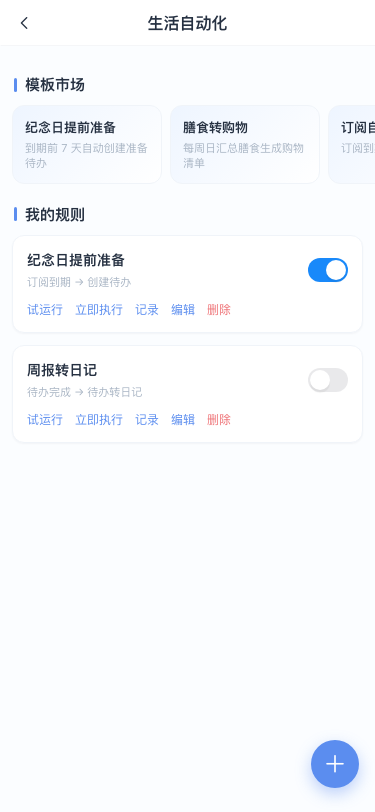 生活自动化
模板市场
纪念日提前准备
到期前 7 天自动创建准备
待办
膳食转购物
每周日汇总膳食生成购物
清单
订阅
订阅到
我的规则
纪念日提前准备
订阅到期 → 创建待办
试运行 立即执行 记录 编辑 删除
周报转日记
待办完成 → 待办转日记
试运行 立即执行 记录 编辑 删除